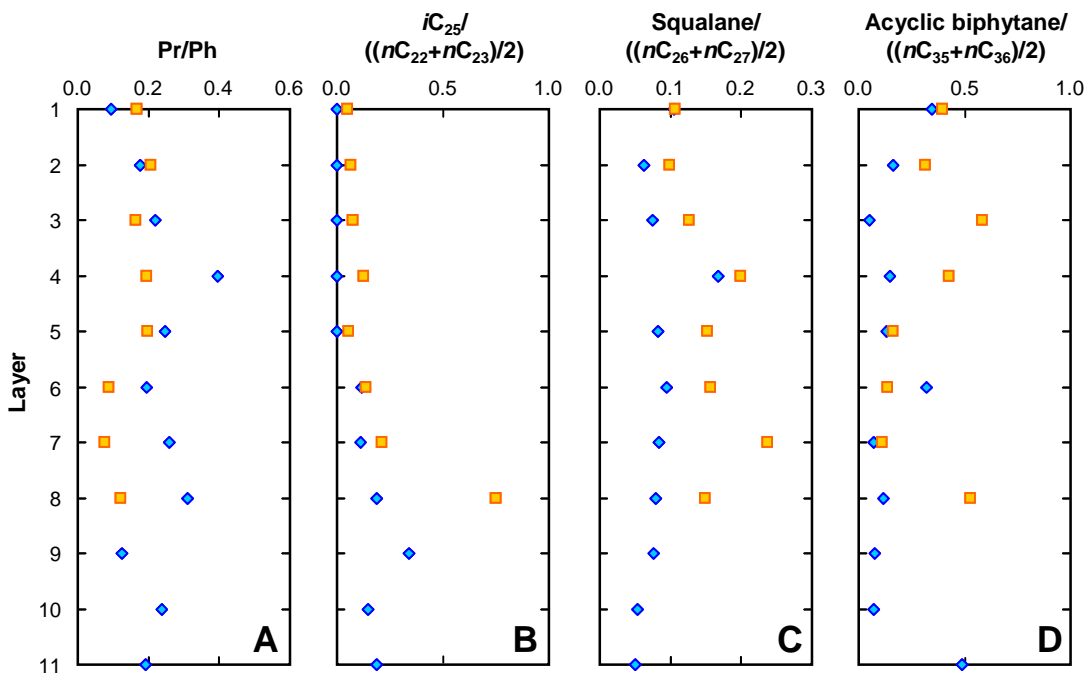 Pr/Ph
iC25/
((nC22+nC23)/2)
Squalane/
((nC26+nC27)/2)
Acyclic biphytane/
((nC35+nC36)/2)
0.0 0.2 0.4 0.6
0.0 0.5 1.0
0.0 0.1 0.2 0.3
0.0 0.5 1.0
Layer
1
2
3
4
5
6
7
8
9
10
11
A
B
C
D